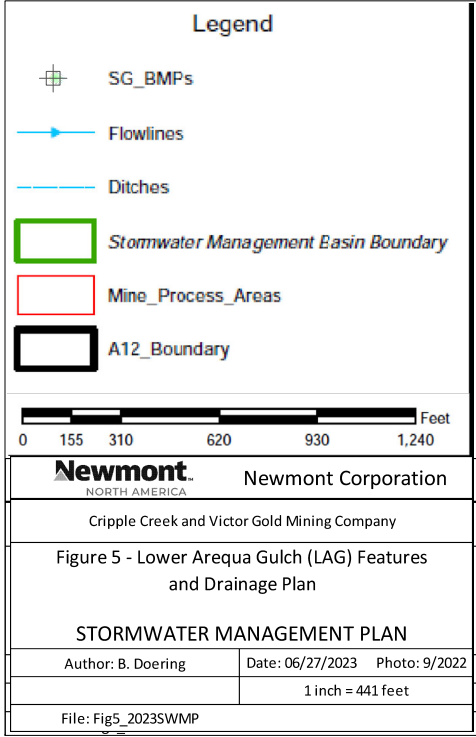 Legend
SG_BMPs
Flowlines
Ditches
Stormwater Management Basin Boundary
Mine_Process_Areas
A12_Boundary
Feet
0 155 310 620 930 1,240
Newmont™
NORTH AMERICA
Newmont Corporation
Cripple Creek and Victor Gold Mining Company
Figure 5 - Lower Arequa Gulch (LAG) Features
and Drainage Plan
STORMWATER MANAGEMENT PLAN
Author: B. Doering
Date: 06/27/2023 Photo: 9/2022
1 inch = 441 feet
File: Fig5_2023SWMP